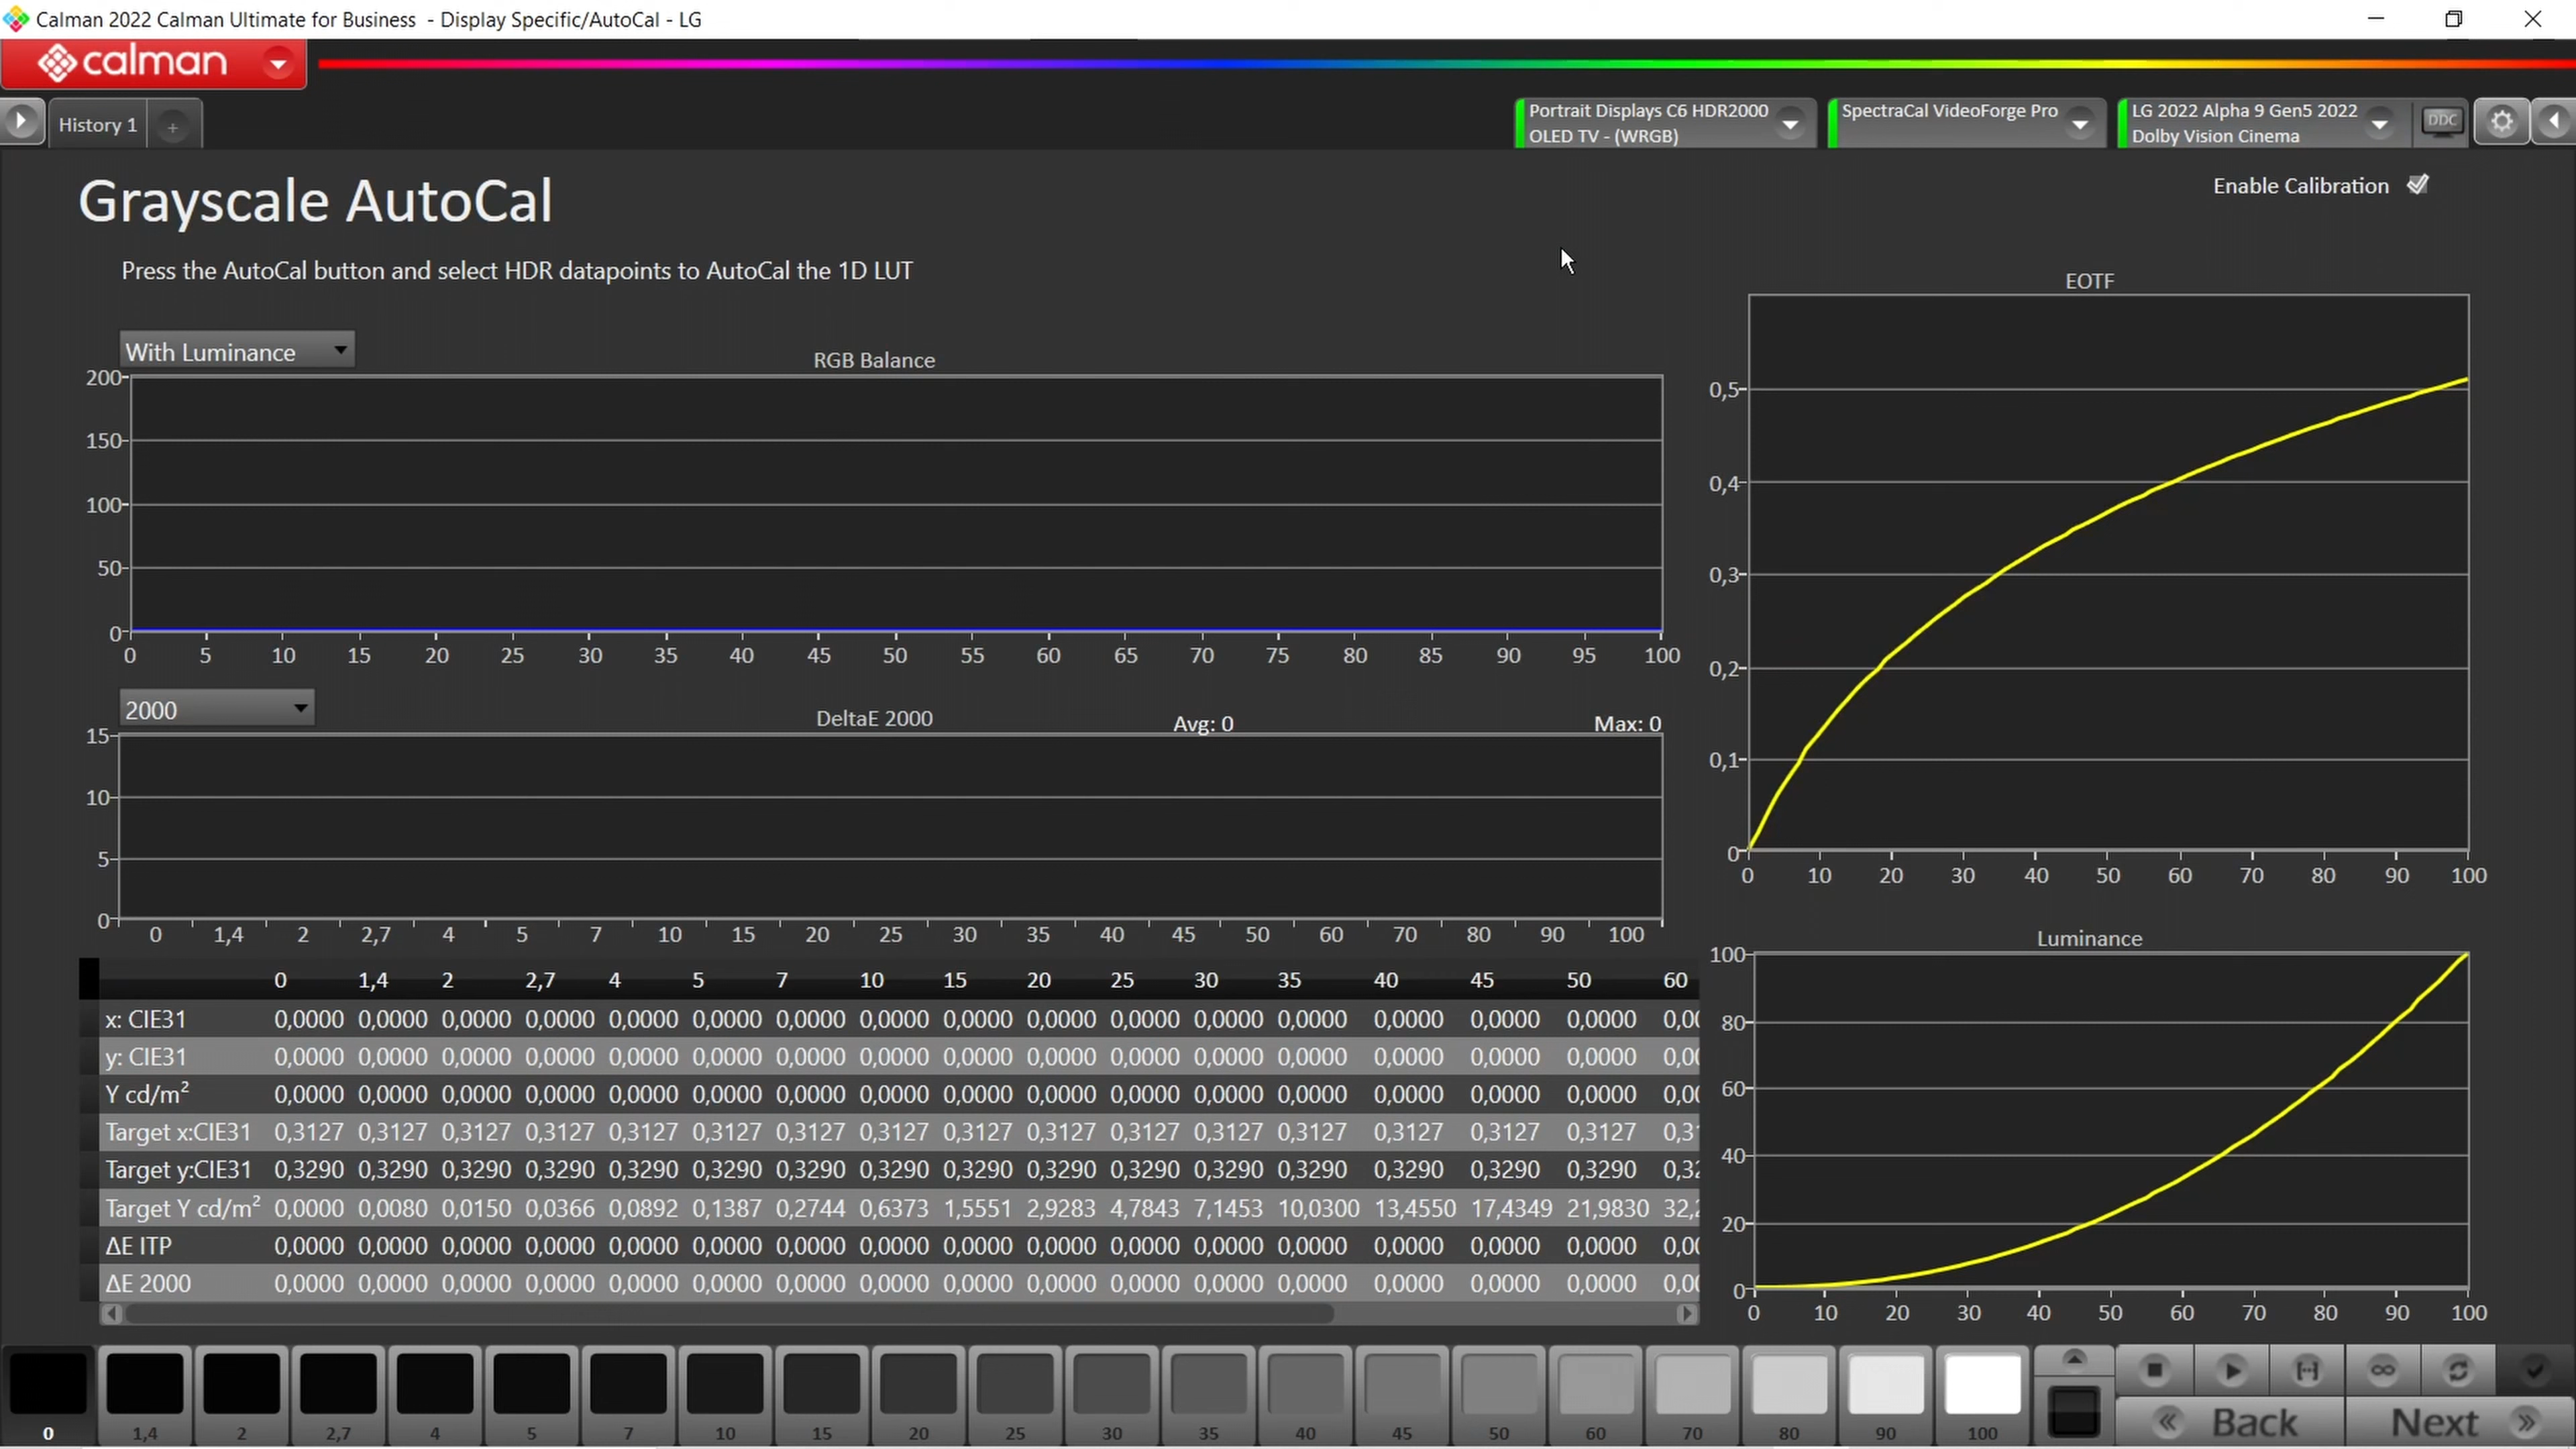 Calman 2022 Calman Ultimate for Business - Display Specific/AutoCal - LG
calman
History 1 +
Portrait Displays C6 HDR2000
OLED TV - (WRGB)
SpectraCal VideoForge Pro
LG 2022 Alpha 9 Gen5 2022
Dolby Vision Cinema
DDC
Grayscale AutoCal
Enable Calibration
Press the AutoCal button and select HDR datapoints to AutoCal the 1D LUT
With Luminance
RGB Balance
200
150
100
50
0
0 5 10 15 20 25 30 35 40 45 50 55 60 65 70 75 80 85 90 95 100
2000
DeltaE 2000
Avg: 0
Max: 0
15
10
5
0
0 1,4 2 2,7 4 5 7 10 15 20 25 30 35 40 45 50 60 70 80 90 100
EOTF
0,5
0,4
0,3
0,2
0,1
0
0 10 20 30 40 50 60 70 80 90 100
Luminance
100
80
60
40
20
0
0 10 20 30 40 50 60 70 80 90 100
0 1,4 2 2,7 4 5 7 10 15 20 25 30 35 40 45 50 60
x: CIE31 0,0000 0,0000 0,0000 0,0000 0,0000 0,0000 0,0000 0,0000 0,0000 0,0000 0,0000 0,0000 0,0000 0,0000 0,0000 0,0000 0,00
y: CIE31 0,0000 0,0000 0,0000 0,0000 0,0000 0,0000 0,0000 0,0000 0,0000 0,0000 0,0000 0,0000 0,0000 0,0000 0,0000 0,0000 0,00
Y cd/m² 0,0000 0,0000 0,0000 0,0000 0,0000 0,0000 0,0000 0,0000 0,0000 0,0000 0,0000 0,0000 0,0000 0,0000 0,0000 0,0000 0,00
Target x:CIE31 0,3127 0,3127 0,3127 0,3127 0,3127 0,3127 0,3127 0,3127 0,3127 0,3127 0,3127 0,3127 0,3127 0,3127 0,3127 0,3127 0,31
Target y:CIE31 0,3290 0,3290 0,3290 0,3290 0,3290 0,3290 0,3290 0,3290 0,3290 0,3290 0,3290 0,3290 0,3290 0,3290 0,3290 0,3290 0,32
Target Y cd/m² 0,0000 0,0080 0,0150 0,0366 0,0892 0,1387 0,2744 0,6373 1,5551 2,9283 4,7843 7,1453 10,0300 13,4550 17,4349 21,9830 32,2
ΔE ITP 0,0000 0,0000 0,0000 0,0000 0,0000 0,0000 0,0000 0,0000 0,0000 0,0000 0,0000 0,0000 0,0000 0,0000 0,0000 0,0000 0,00
ΔE 2000 0,0000 0,0000 0,0000 0,0000 0,0000 0,0000 0,0000 0,0000 0,0000 0,0000 0,0000 0,0000 0,0000 0,0000 0,0000 0,0000 0,00
0 1,4 2 2,7 4 5 7 10 15 20 25 30 35 40 45 50 60 70 80 90 100
Back
Next